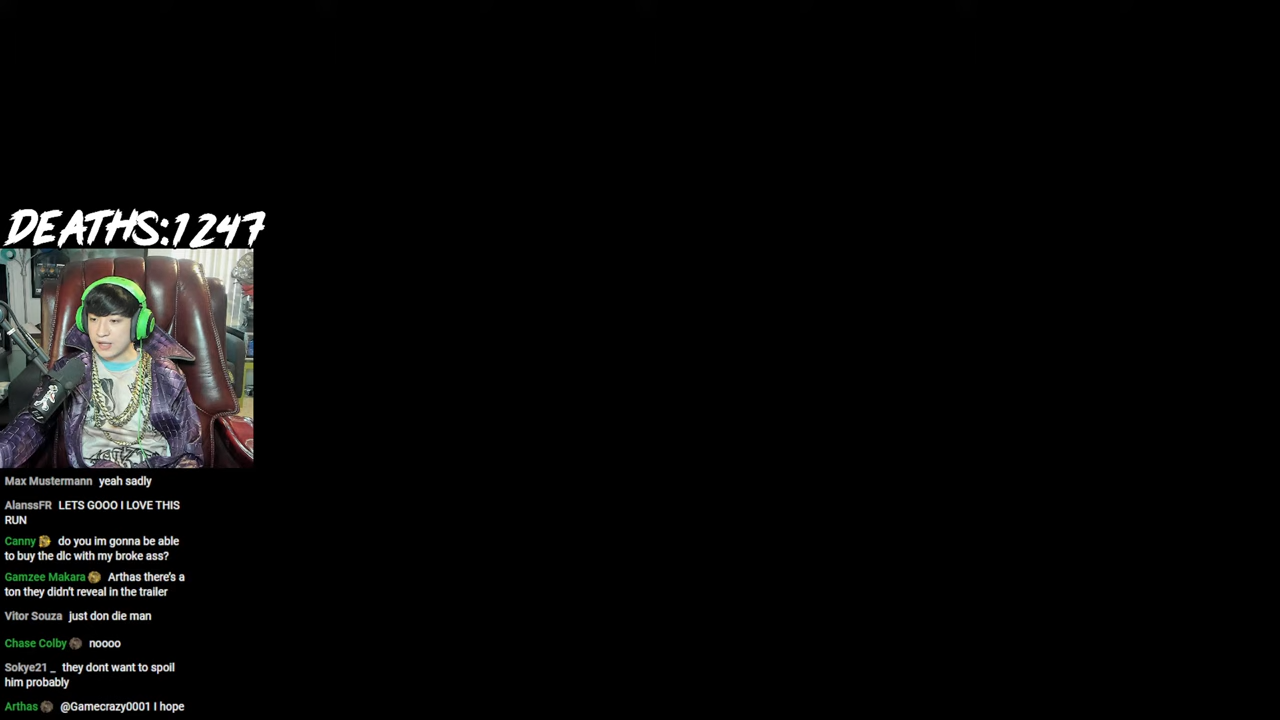 DEATHS:1247
Max Mustermann yeah sadly
AlanssFR LETS GOOO I LOVE THIS
RUN
Canny do you im gonna be able
to buy the dlc with my broke ass?
Gamzee Makara Arthas there's a
ton they didn't reveal in the trailer
Vitor Souza just don die man
Chase Colby noooo
Sokye21 _ they dont want to spoil
him probably
Arthas @Gamecrazy0001 I hope